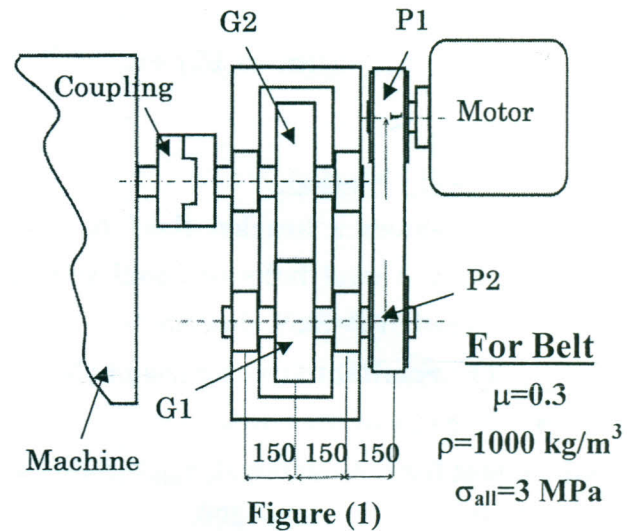 G2
P1
Coupling
Motor
P2
For Belt
μ=0.3
G1
150 150 150
ρ=1000 kg/m³
Machine
σall=3 MPa
Figure (1)